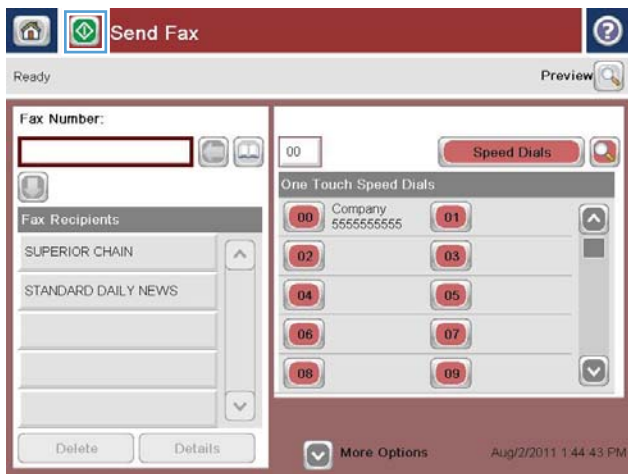 Send Fax
?
Ready
Preview
Fax Number:
00
Speed Dials
One Touch Speed Dials
00 Company 01
5555555555
02 03
04 05
06 07
08 09
Fax Recipients
SUPERIOR CHAIN
STANDARD DAILY NEWS
Delete Details
More Options
Aug/2/2011 1:44:43 PM